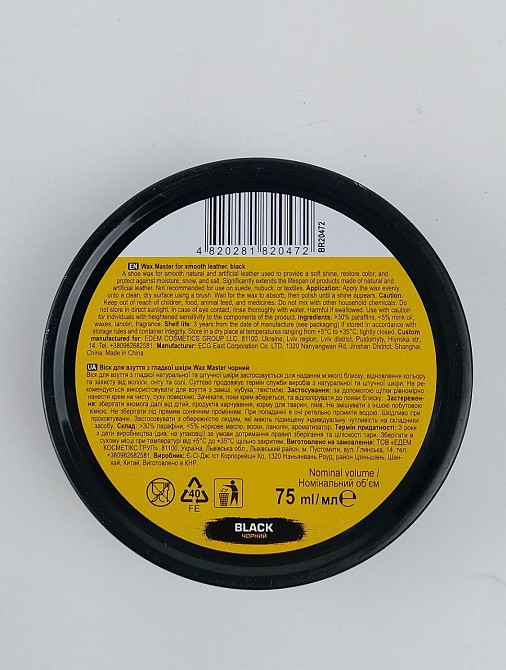 4 820281 820472
BR20472
EN Wax Master for smooth leather, black
A shoe wax for smooth natural and artificial leather used to provide a soft shine, restore color, and
protect against moisture, snow, and salt. Significantly extends the lifespan of products made of natural and
artificial leather. Not recommended for use on suede, nubuck, or textiles. Application: Apply the wax evenly
onto a clean, dry surface using a brush. Wait for the wax to absorb, then polish until a shine appears. Caution:
Keep out of reach of children, food, animal feed, and medicines. Do not mix with other household chemicals. Do
not store in direct sunlight. In case of eye contact, rinse thoroughly with water. Harmful if swallowed. Use with caution
for individuals with heightened sensitivity to the components of the product. Ingredients: >30% paraffins, <5% mink oil,
waxes, lanolin, fragrance. Shelf life: 3 years from the date of manufacture (see packaging) if stored in accordance with
storage rules and container integrity. Store in a dry place at temperatures ranging from +5°C to +35°C, tightly closed. Custom
manufactured for: EDEM COSMETICS GROUP LLC, 81100, Ukraine, Lviv region, Lviv district, Pustomyty, Hlynska str.,
14. Tel. +380982682581. Manufacturer: ECG East Corporation Co. LTD, 1320 Nanyangwan Rd, Jinshan District, Shanghai,
China. Made in China
UA Віск для взуття з гладкої шкіри Wax Master чорний
Віск для взуття з гладкої натуральної та штучної шкіри застосовується для надання м'якого блиску, відновлення кольору
та захисту від вологи, снігу та солі. Суттєво продовжує термін служби виробів з натуральної та штучної шкіри. Не ре-
комендується використовувати для взуття з замші, нубука, текстилю. Застосування: за допомогою щітки рівномірно
нанести крем на чисту, суху поверхню. Зачекати, поки крем вбереться, та відполірувати до появи блиску. Застережен-
ня: зберігати якомога далі від дітей, продуктів харчування, корму для тварин, ліків. Не змішувати з іншою побутовою
хімією. Не зберігати під прямим сонячним промінням. При попаданні в очі ретельно промити водою. Шкідливо при
проковтуванні. Застосовувати з обережністю людям, які мають підвищену індивідуальну чутливість на складники
засобу. Склад: >30% парафіни, <5% норкове масло, воски, ланолін, ароматизатор. Термін придатності: 3 роки
з дати виробництва (див. на упаковці) за умови дотримання правил зберігання та цілісності тари. Зберігати в
сухому місці при температурі від +5°C до +35°C щільно закритим. Виготовлено на замовлення: ТОВ «ЕДЕМ
КОСМЕТІКС ГРУП», 81100, Україна, Львівська обл., Львівський район, м. Пустомити, вул. Глинська, 14, тел.
+380982682581. Виробник: Е-Сі-Джі Іст Корпорейшн Ко, 1320 Наньянвань Роуд, район Цзіньшань, Шан-
хай, Китай. Виготовлено в КНР
Nominal volume /
Номінальний об'єм
75 ml/мл e
40
FE
BLACK
ЧОРНИЙ